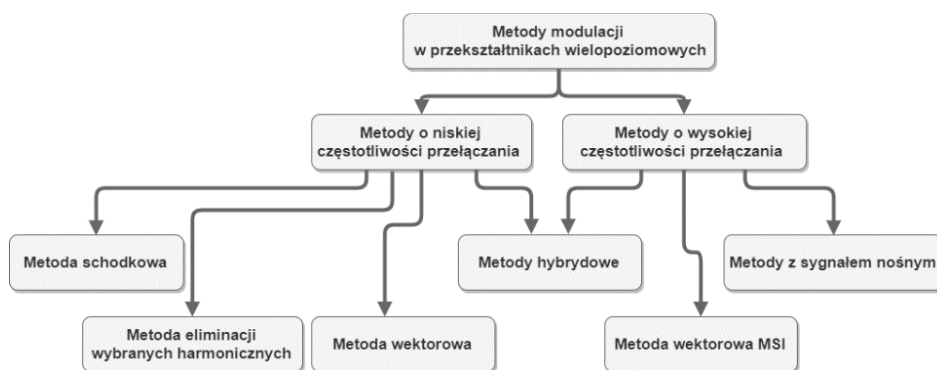 Metody modulacji
w przekształtnikach wielopoziomowych
Metody o niskiej
częstotliwości przełączania
Metody o wysokiej
częstotliwości przełączania
Metoda schodkowa
Metody hybrydowe
Metody z sygnałem nośnym
Metoda eliminacji
wybranych harmonicznych
Metoda wektorowa
Metoda wektorowa MSI